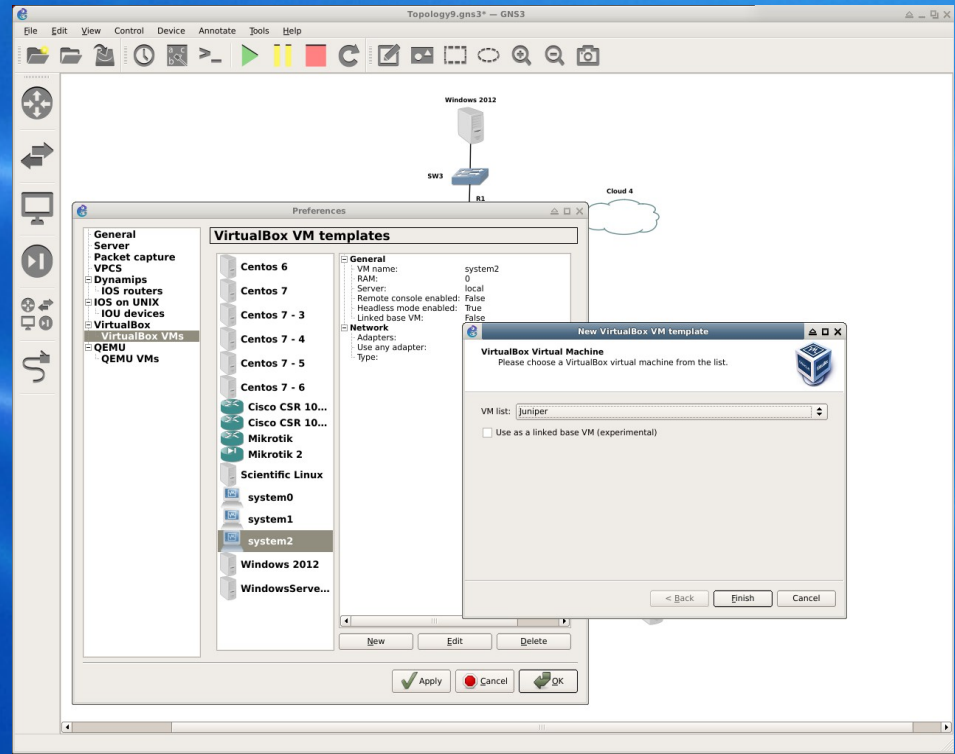 Topology9.gns3* — GNS3
File Edit View Control Device Annotate Tools Help
Windows 2012
SW3
R1
Cloud 4
Preferences
General
Server
Packet capture
VPCS
Dynamips
IOS routers
IOS on UNIX
IOU devices
VirtualBox
VirtualBox VMs
QEMU
QEMU VMs
VirtualBox VM templates
Centos 6
Centos 7
Centos 7 - 3
Centos 7 - 4
Centos 7 - 5
Centos 7 - 6
Cisco CSR 10...
Cisco CSR 10...
Mikrotik
Mikrotik 2
Scientific Linux
system0
system1
system2
Windows 2012
WindowsServe...
General
VM name: system2
RAM: 0
Server: local
Remote console enabled: False
Headless mode enabled: True
Linked base VM: False
Network
Adapters:
Use any adapter:
Type:
New Edit Delete
Apply Cancel OK
New VirtualBox VM template
VirtualBox Virtual Machine
Please choose a VirtualBox virtual machine from the list.
VM list: Juniper
Use as a linked base VM (experimental)
< Back Finish Cancel